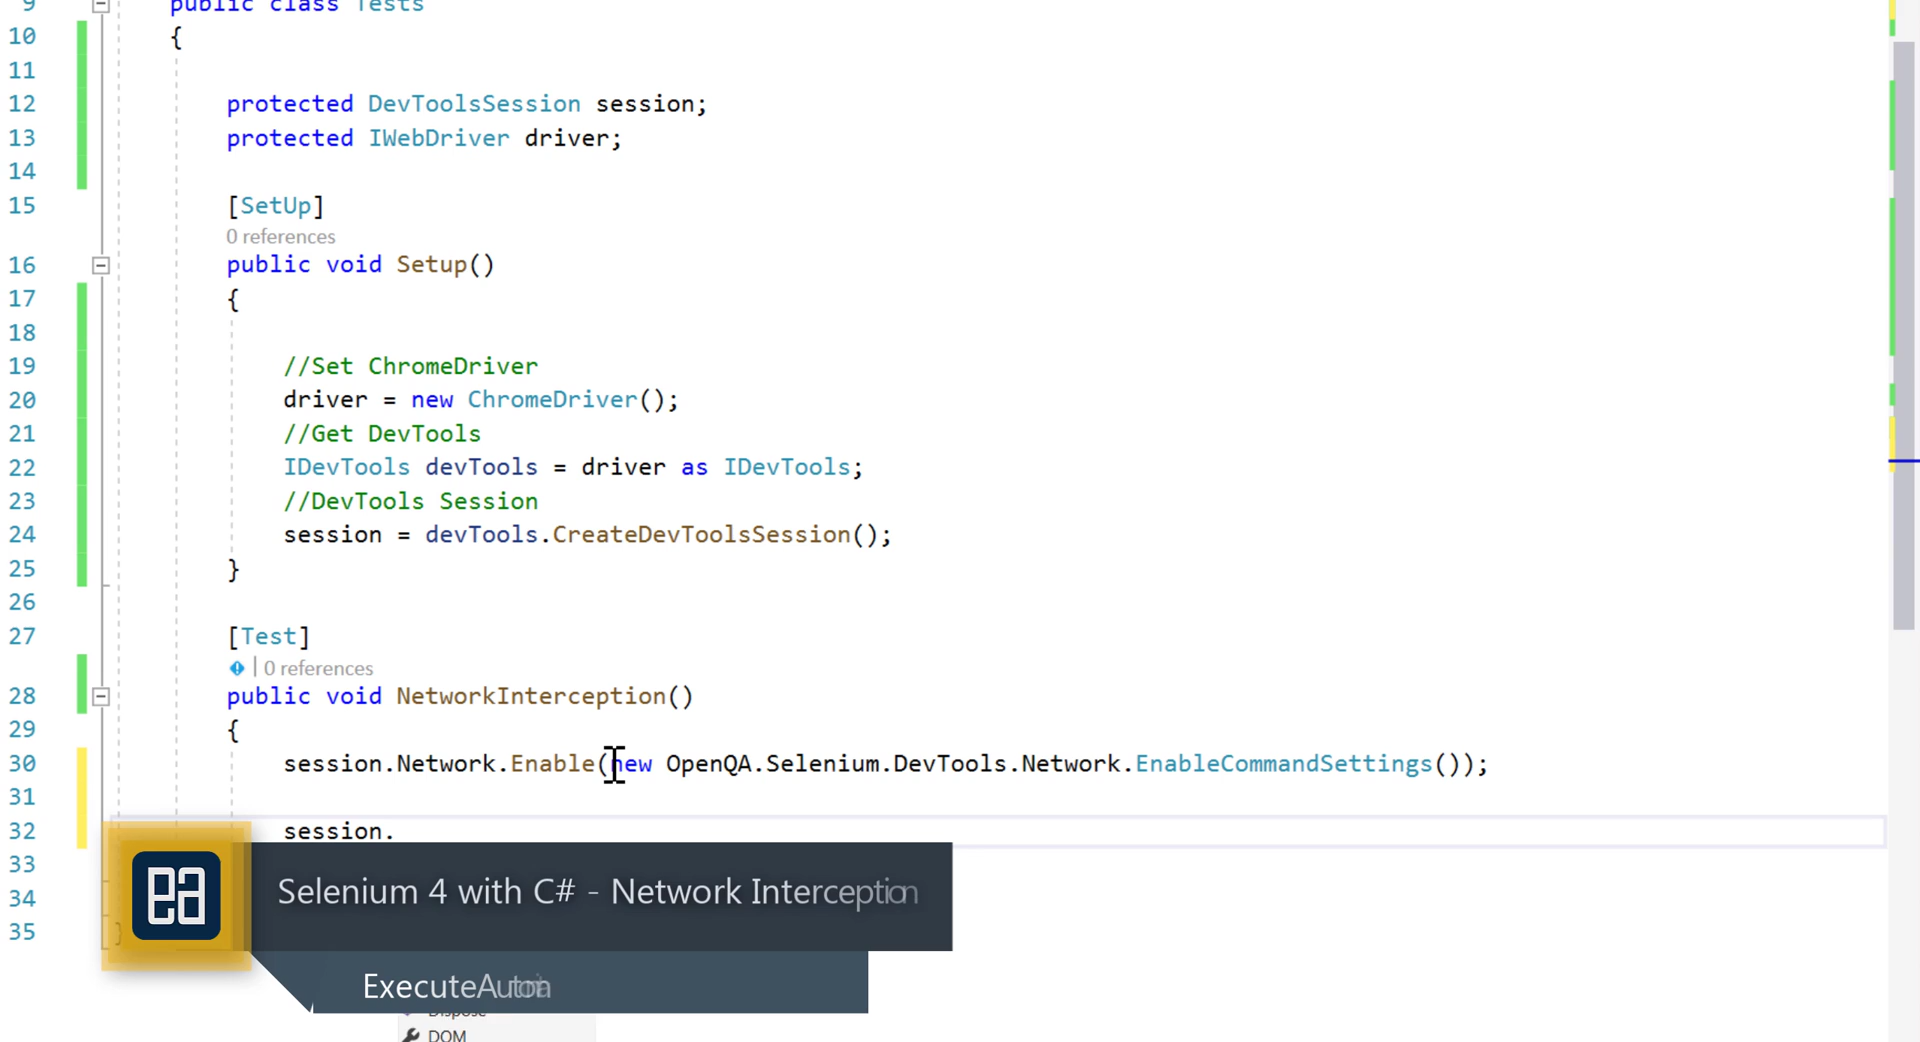 9 public class Tests
10 {
11
12 protected DevToolsSession session;
13 protected IWebDriver driver;
14
15 [SetUp]
0 references
16 public void Setup()
17 {
18
19 //Set ChromeDriver
20 driver = new ChromeDriver();
21 //Get DevTools
22 IDevTools devTools = driver as IDevTools;
23 //DevTools Session
24 session = devTools.CreateDevToolsSession();
25 }
26
27 [Test]
| 0 references
28 public void NetworkInterception()
29 {
30 session.Network.Enable(new OpenQA.Selenium.DevTools.Network.EnableCommandSettings());
31
32 session.
33
34
35 }
ea
Selenium 4 with C# - Network Interception
Dispose
DOM